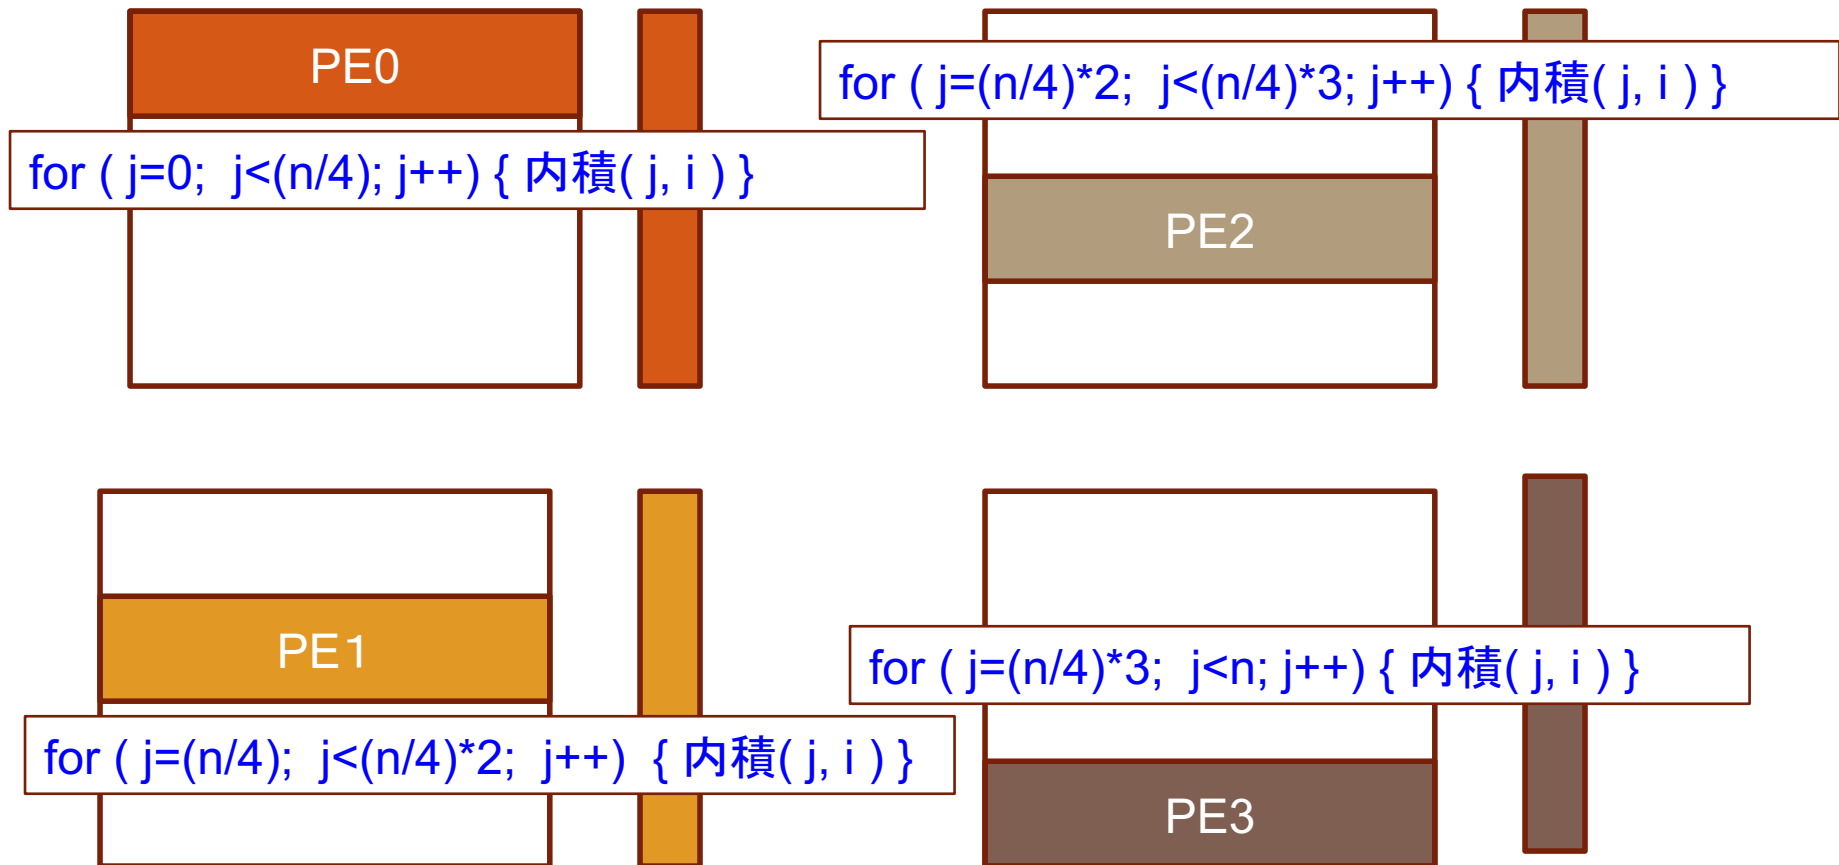 PE0
for ( j=0;  j<(n/4); j++) { 内積( j, i ) }
for ( j=(n/4)*2;  j<(n/4)*3; j++) { 内積( j, i ) }
PE2
PE1
for ( j=(n/4);  j<(n/4)*2;  j++)  { 内積( j, i ) }
for ( j=(n/4)*3;  j<n; j++) { 内積( j, i ) }
PE3